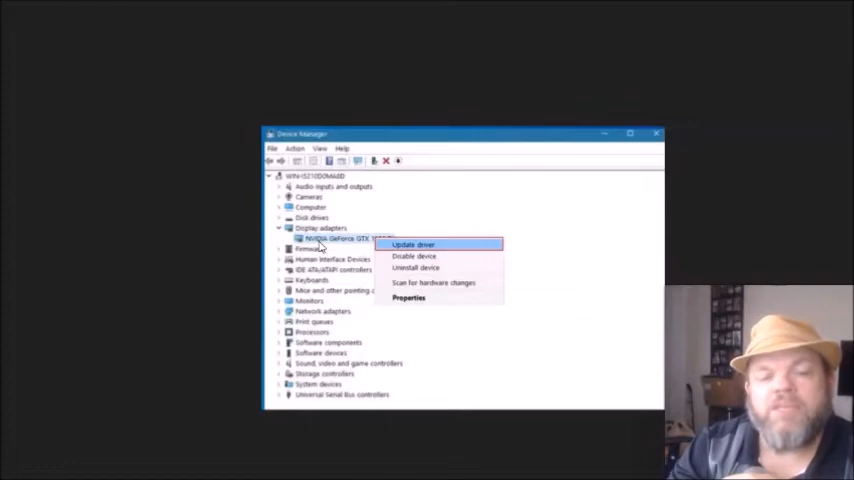 Device Manager
File Action View Help
WIN-IS210D0MA8D
Audio inputs and outputs
Cameras
Computer
Disk drives
Display adapters
NVIDIA GeForce GTX
Update driver
Firmware
Disable device
Human Interface Devices
Uninstall device
IDE ATA/ATAPI controllers
Keyboards
Scan for hardware changes
Mice and other pointing
Monitors
Properties
Network adapters
Print queues
Processors
Software components
Software devices
Sound, video and game controllers
Storage controllers
System devices
Universal Serial Bus controllers